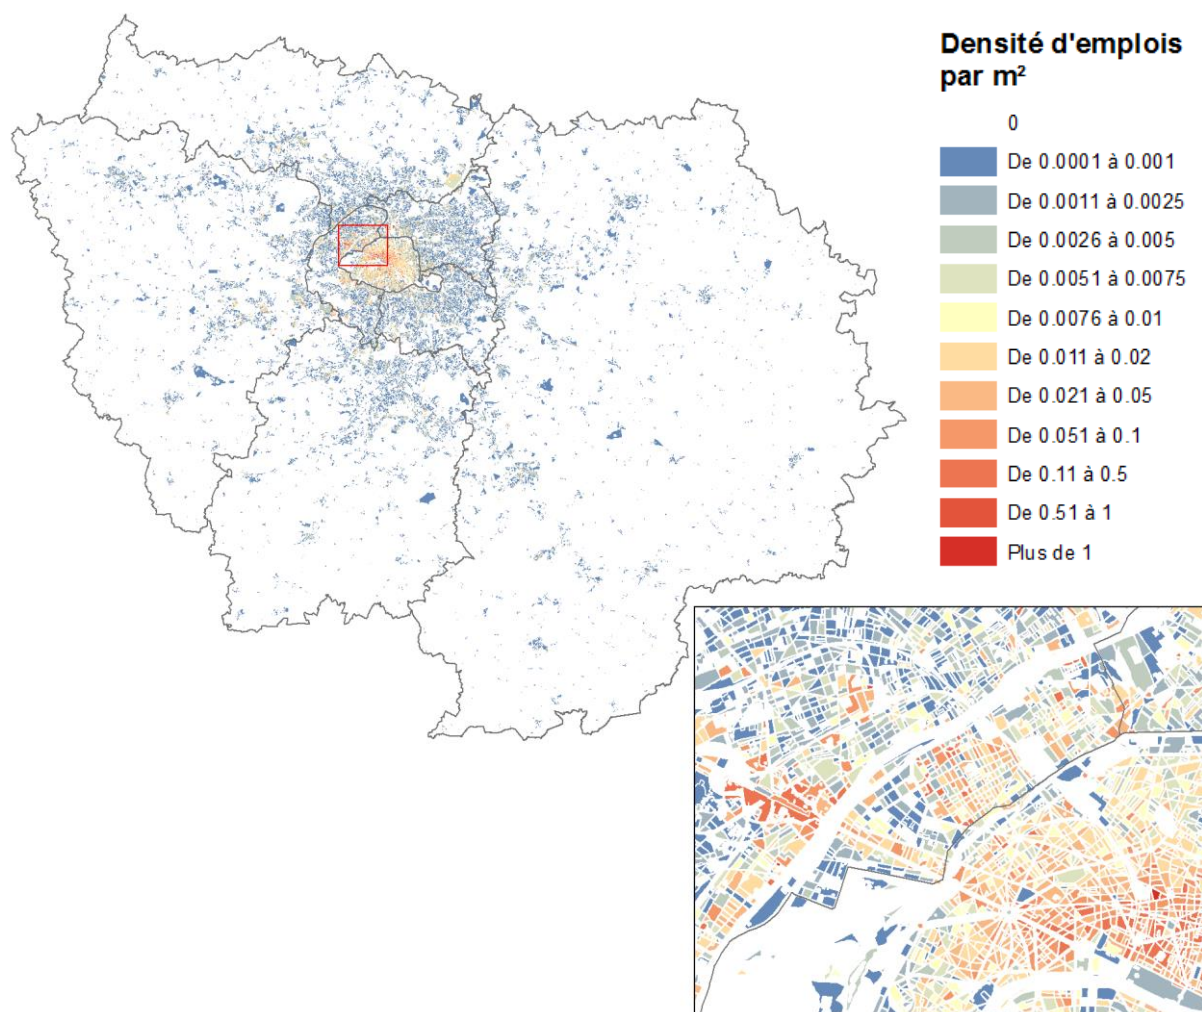 Densité d'emplois
par m²
0
De 0.0001 à 0.001
De 0.0011 à 0.0025
De 0.0026 à 0.005
De 0.0051 à 0.0075
De 0.0076 à 0.01
De 0.011 à 0.02
De 0.021 à 0.05
De 0.051 à 0.1
De 0.11 à 0.5
De 0.51 à 1
Plus de 1